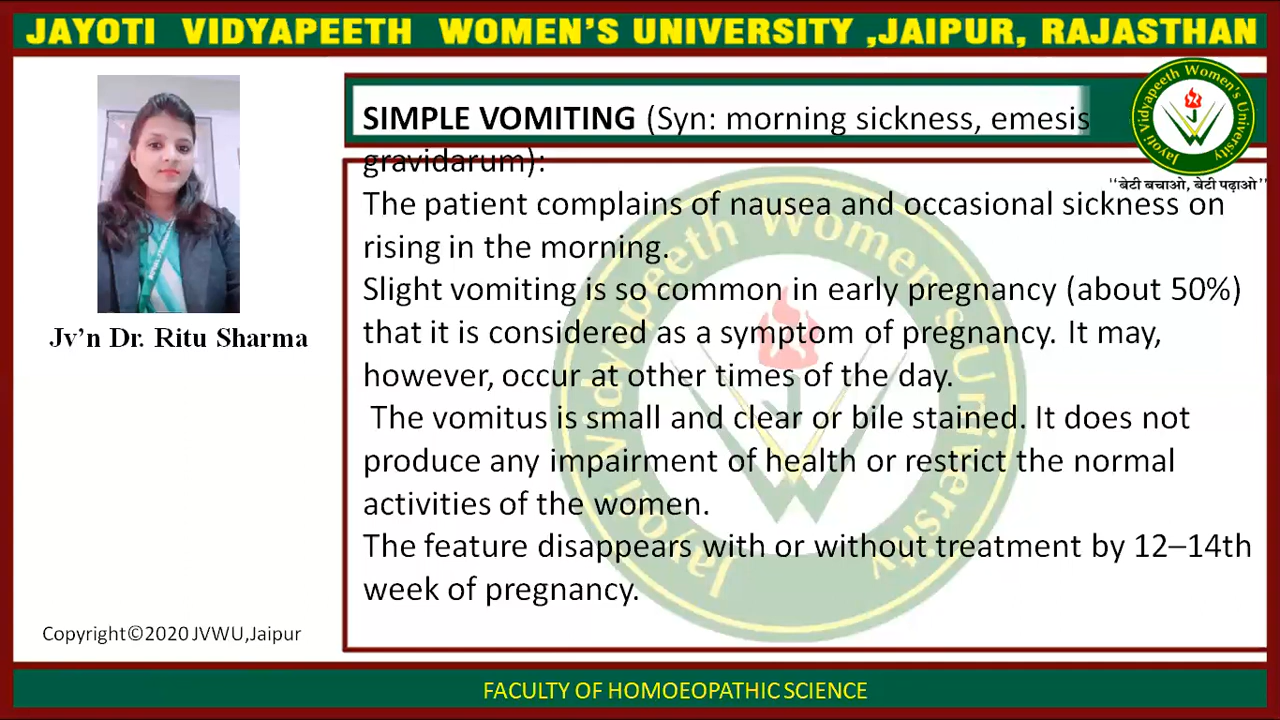 JAYOTI VIDYAPEETH WOMEN'S UNIVERSITY ,JAIPUR, RAJASTHAN
SIMPLE VOMITING (Syn: morning sickness, emesis
gravidarum):
The patient complains of nausea and occasional sickness on
rising in the morning.
Slight vomiting is so common in early pregnancy (about 50%)
that it is considered as a symptom of pregnancy. It may,
however, occur at other times of the day.
The vomitus is small and clear or bile stained. It does not
produce any impairment of health or restrict the normal
activities of the women.
The feature disappears with or without treatment by 12–14th
week of pregnancy.
Jayoti Vidyapeeth Women's University
"बेटी बचाओ, बेटी पढ़ाओ"
Jayoti Vidyapeeth Women's University
Jv'n Dr. Ritu Sharma
Copyright©2020 JVWU,Jaipur
FACULTY OF HOMOEOPATHIC SCIENCE